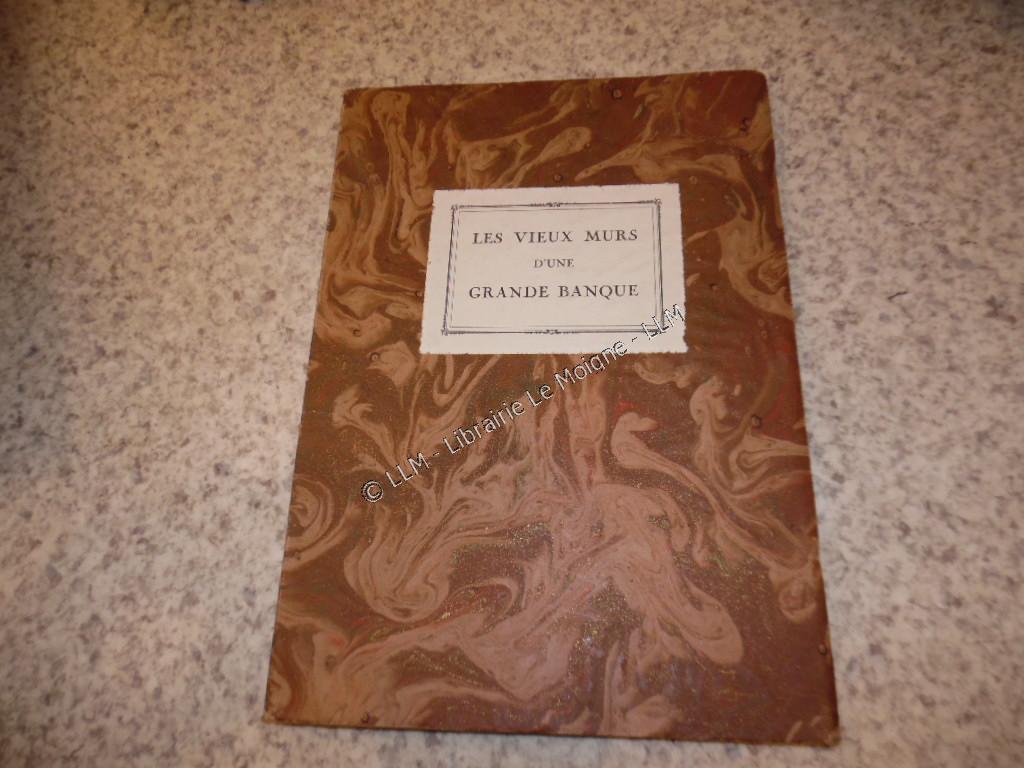 LES VIEUX MURS
D'UNE
GRANDE BANQUE
© LLM - Librairie Le Moigne - LLM